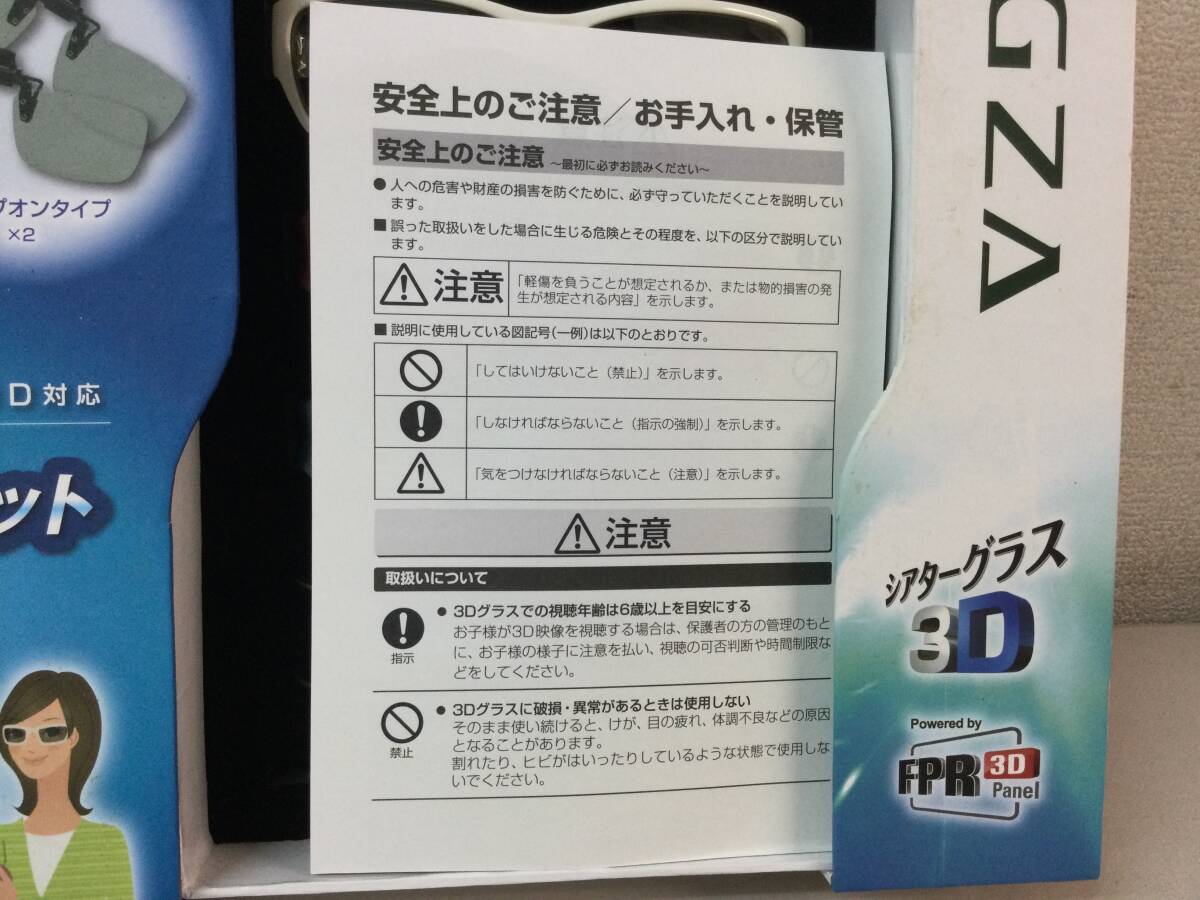 プオンタイプ
×2
D対応
ット
安全上のご注意／お手入れ・保管
安全上のご注意 〜最初に必ずお読みください〜
● 人への危害や財産の損害を防ぐために、必ず守っていただくことを説明してい
ます。
■ 誤った取扱いをした場合に生じる危険とその程度を、以下の区分で説明してい
ます。
注意
「軽傷を負うことが想定されるか、または物的損害の発
生が想定される内容」を示します。
■ 説明に使用している図記号（一例）は以下のとおりです。
「してはいけないこと（禁止）」を示します。
「しなければならないこと（指示の強制）」を示します。
「気をつけなければならないこと（注意）」を示します。
注意
取扱いについて
指示
● 3Dグラスでの視聴年齢は6歳以上を目安にする
お子様が3D映像を視聴する場合は、保護者の方の管理のもと
に、お子様の様子に注意を払い、視聴の可否判断や時間制限な
どをしてください。
禁止
● 3Dグラスに破損・異常があるときは使用しない
そのまま使い続けると、けが、目の疲れ、体調不良などの原因
となることがあります。
割れたり、ヒビがはいったりしているような状態で使用しな
いでください。
GZA
シアターグラス
3D
Powered by
FPR 3D
Panel